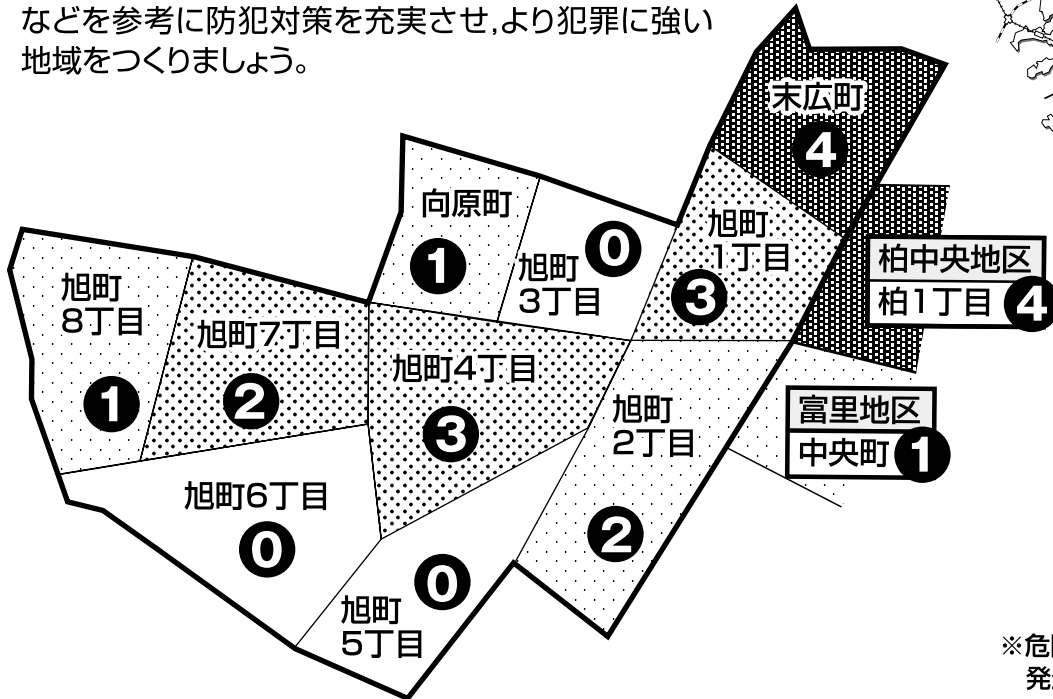 などを参考に防犯対策を充実させ,より犯罪に強い
地域をつくりましょう。
末広町
4
向原町
1
旭町
3丁目
0
旭町
1丁目
3
柏中央地区
柏1丁目 4
旭町
8丁目
1
旭町7丁目
2
旭町4丁目
3
旭町
2丁目
2
富里地区
中央町 1
旭町6丁目
0
旭町
5丁目
0
※危
発